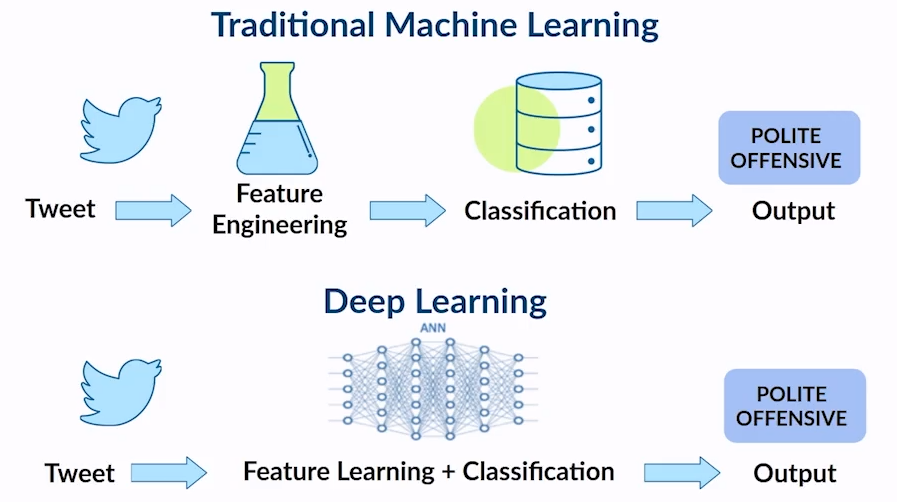 Traditional Machine Learning
POLITE
OFFENSIVE
Tweet
Feature
Engineering
Classification
Output
Deep Learning
ANN
POLITE
OFFENSIVE
Tweet
Feature Learning + Classification
Output